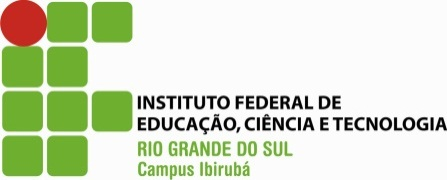 INSTITUTO FEDERAL DE
EDUCAÇÃO, CIÊNCIA E TECNOLOGIA
RIO GRANDE DO SUL
Campus Ibirubá